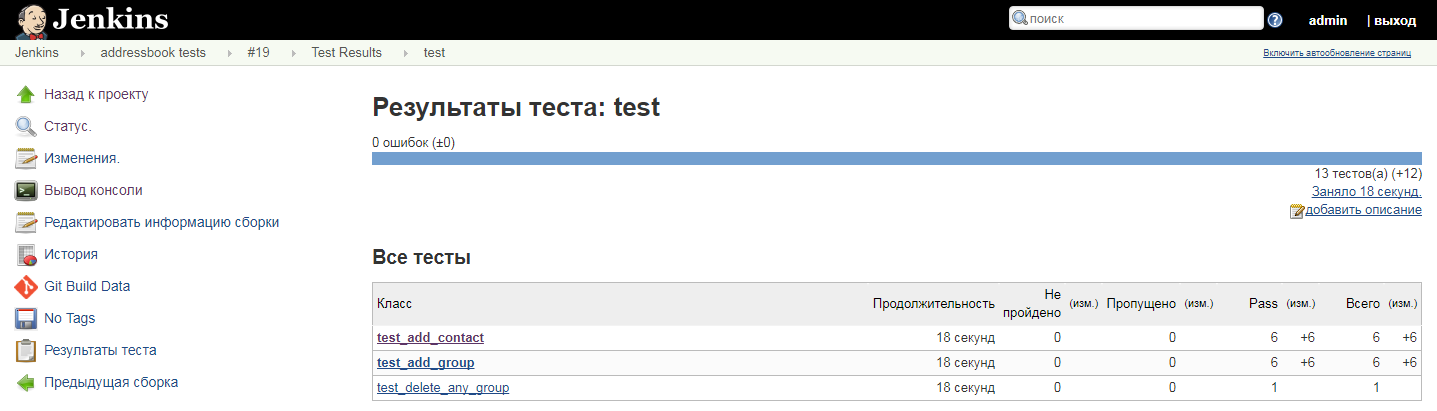 Jenkins
поиск
admin
| выход
Jenkins
addressbook tests
#19
Test Results
test
Включить автообновление страниц
Назад к проекту
Статус.
Изменения.
Вывод консоли
Редактировать информацию сборки
История
Git Build Data
No Tags
Результаты теста
Предыдущая сборка
Результаты теста: test
0 ошибок (±0)
13 тестов(а) (+12)
Заняло 18 секунд.
добавить описание
Все тесты
Класс Продолжительность Не пройдено (изм.) Пропущено (изм.) Pass (изм.) Всего (изм.)
test_add_contact 18 секунд 0 0 6 +6 6 +6
test_add_group 18 секунд 0 0 6 +6 6 +6
test_delete_any_group 18 секунд 0 0 1 1